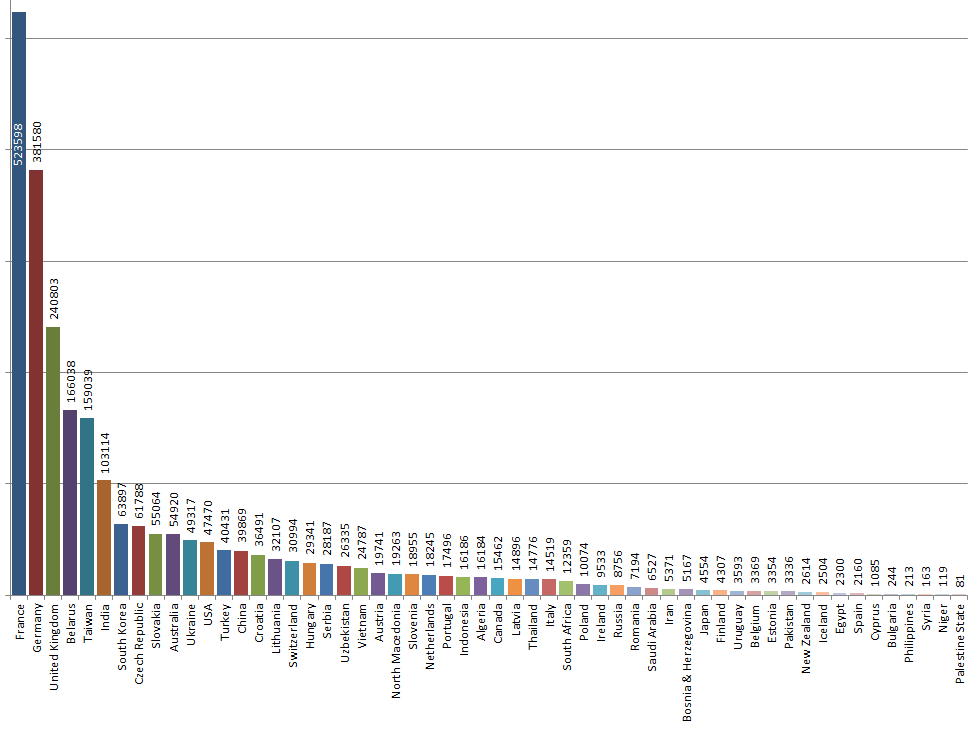 523598
381580
240803
166038
159039
103114
63897
61788
55064
54920
49317
47470
40431
39869
36491
32107
30994
29341
28187
26335
24787
19741
19263
18955
18245
17496
16186
16184
15462
14896
14776
14519
12359
10074
9533
8756
7194
6527
5371
5167
4554
4307
3593
3369
3354
3336
2614
2504
2300
2160
1085
244
213
163
119
81
France
Germany
United Kingdom
Belarus
Taiwan
India
South Korea
Czech Republic
Slovakia
Australia
Ukraine
USA
Turkey
China
Croatia
Lithuania
Switzerland
Hungary
Serbia
Uzbekistan
Vietnam
Austria
North Macedonia
Slovenia
Netherlands
Portugal
Indonesia
Algeria
Canada
Latvia
Thailand
Italy
South Africa
Poland
Ireland
Russia
Romania
Saudi Arabia
Iran
Bosnia & Herzegovina
Japan
Finland
Uruguay
Belgium
Estonia
Pakistan
New Zealand
Iceland
Egypt
Spain
Cyprus
Bulgaria
Philippines
Syria
Niger
Palestine State